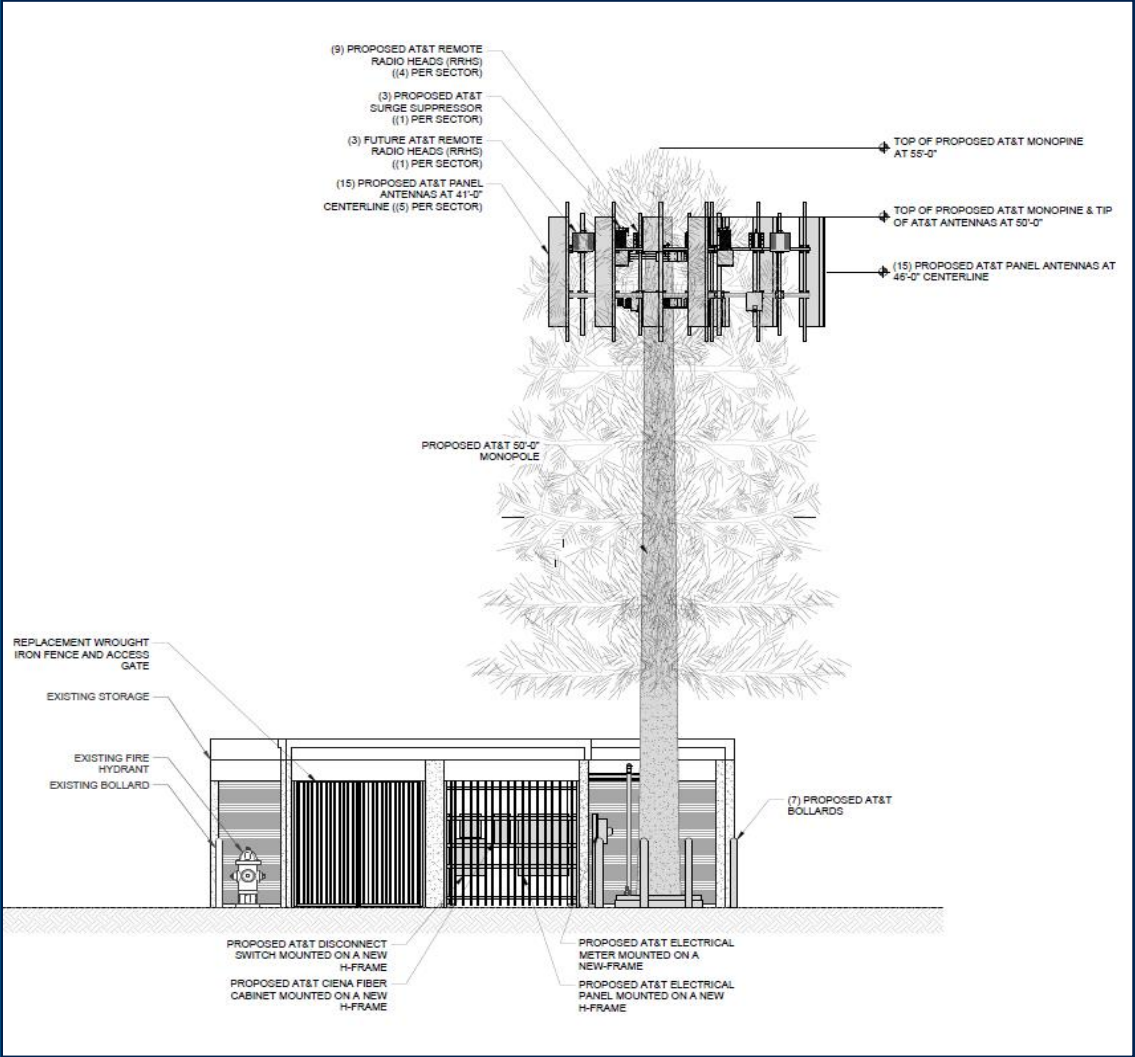 (9) PROPOSED AT&T REMOTE
RADIO HEADS (RRHS)
((4) PER SECTOR)
(3) PROPOSED AT&T
SURGE SUPPRESSOR
((1) PER SECTOR)
(3) FUTURE AT&T REMOTE
RADIO HEADS (RRHS)
((1) PER SECTOR)
(15) PROPOSED AT&T PANEL
ANTENNAS AT 41'-0"
CENTERLINE ((5) PER SECTOR)
TOP OF PROPOSED AT&T MONOPINE
AT 55'-0"
TOP OF PROPOSED AT&T MONOPINE & TIP
OF AT&T ANTENNAS AT 50'-0"
(15) PROPOSED AT&T PANEL ANTENNAS AT
46'-0" CENTERLINE
PROPOSED AT&T 50'-0"
MONOPOLE
REPLACEMENT WROUGHT
IRON FENCE AND ACCESS
GATE
EXISTING STORAGE
EXISTING FIRE
HYDRANT
EXISTING BOLLARD
(7) PROPOSED AT&T
BOLLARDS
PROPOSED AT&T DISCONNECT
SWITCH MOUNTED ON A NEW
H-FRAME
PROPOSED AT&T CIENA FIBER
CABINET MOUNTED ON A NEW
H-FRAME
PROPOSED AT&T ELECTRICAL
METER MOUNTED ON A
NEW-FRAME
PROPOSED AT&T ELECTRICAL
PANEL MOUNTED ON A NEW
H-FRAME